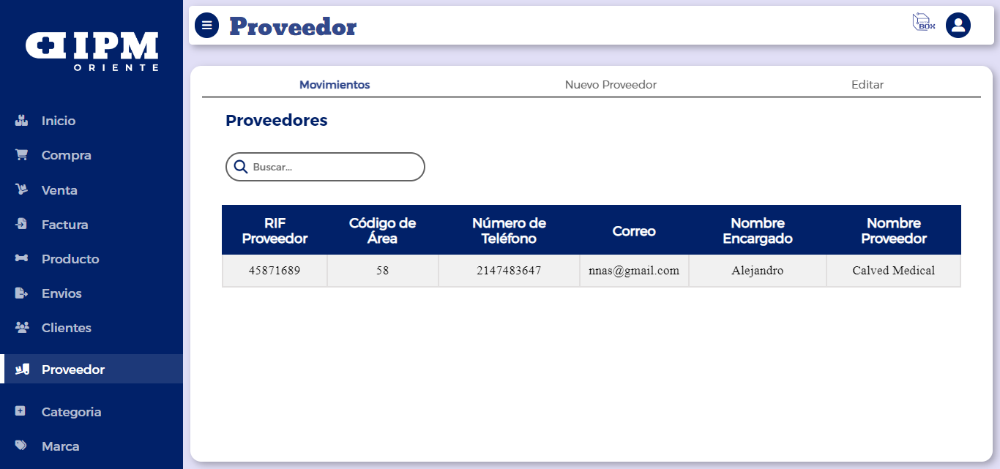 IPM
ORIENTE
Inicio
Compra
Venta
Factura
Producto
Envios
Clientes
Proveedor
Categoria
Marca
Proveedor
BOX
Movimientos Nuevo Proveedor Editar
Proveedores
Buscar...
RIF Proveedor Código de Área Número de Teléfono Correo Nombre Encargado Nombre Proveedor
45871689 58 2147483647 nnas@gmail.com Alejandro Calved Medical